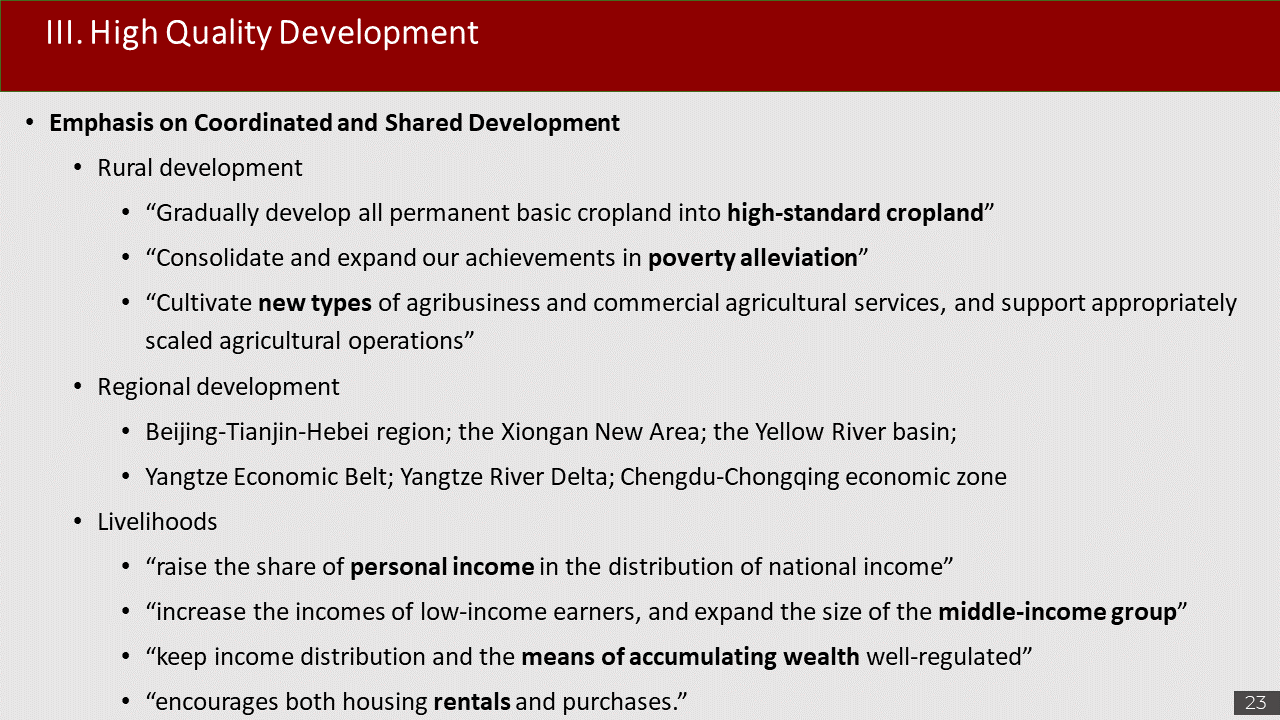 III. High Quality Development
• Emphasis on Coordinated and Shared Development
• Rural development
• “Gradually develop all permanent basic cropland into high-standard cropland”
• “Consolidate and expand our achievements in poverty alleviation”
• “Cultivate new types of agribusiness and commercial agricultural services, and support appropriately
scaled agricultural operations”
• Regional development
• Beijing-Tianjin-Hebei region; the Xiongan New Area; the Yellow River basin;
• Yangtze Economic Belt; Yangtze River Delta; Chengdu-Chongqing economic zone
• Livelihoods
• “raise the share of personal income in the distribution of national income”
• “increase the incomes of low-income earners, and expand the size of the middle-income group”
• “keep income distribution and the means of accumulating wealth well-regulated”
• “encourages both housing rentals and purchases.”
23